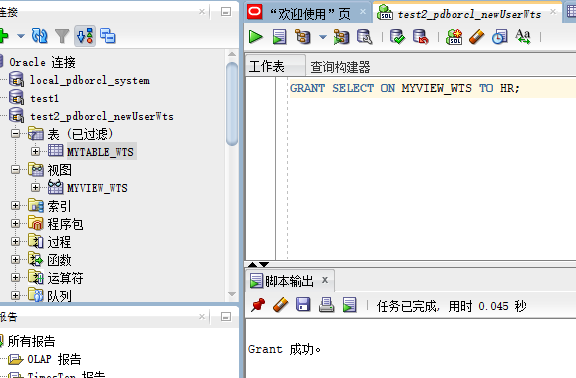 连接
Oracle 连接
local_pdborcl_system
test1
test2_pdborcl_newUserWts
表 (已过滤)
MYTABLE_WTS
视图
MYVIEW_WTS
索引
程序包
过程
函数
运算符
队列
报告
所有报告
OLAP 报告
TimesTen 报告
“欢迎使用”页
test2_pdborcl_newUserWts
Aa
工作表
查询构建器
GRANT SELECT ON MYVIEW_WTS TO HR;
脚本输出
任务已完成, 用时 0.045 秒
Grant 成功。